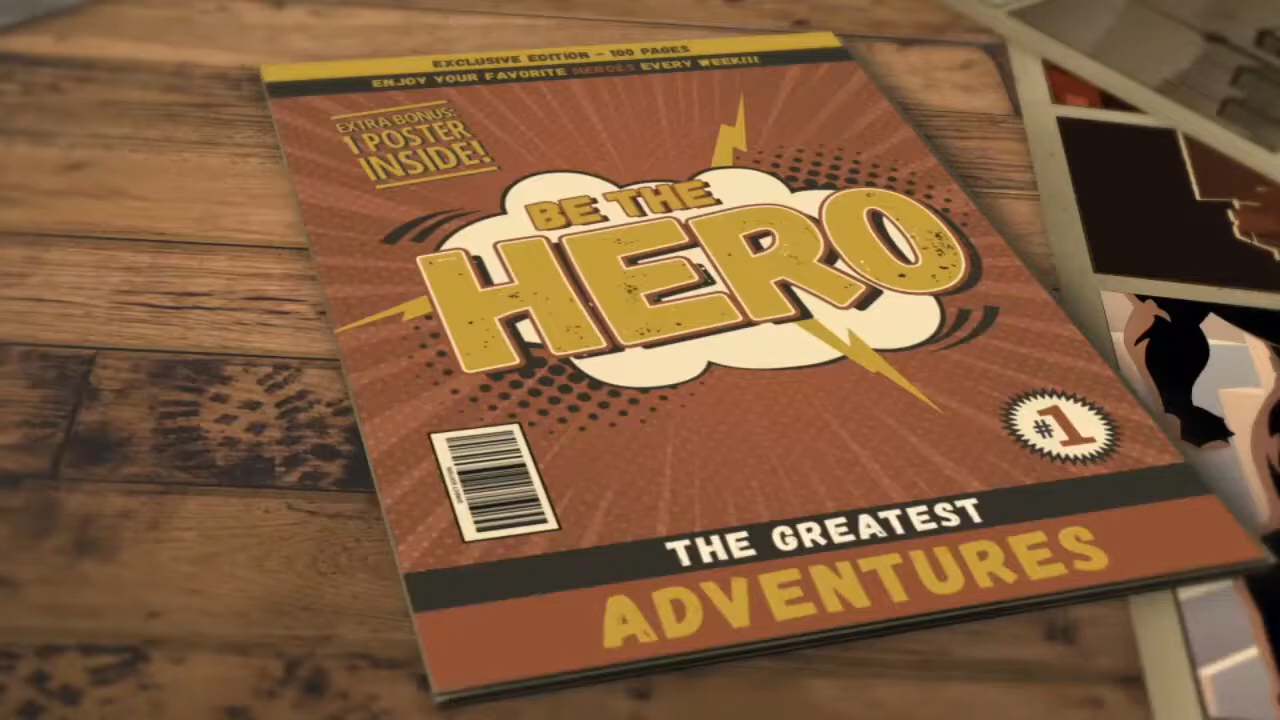 EXCLUSIVE EDITION - 100 PAGES
ENJOY YOUR FAVORITE HEROES EVERY WEEK!!!
EXTRA BONUS:
1 POSTER
INSIDE!
BE THE
HERO
#1
THE GREATEST
ADVENTURES